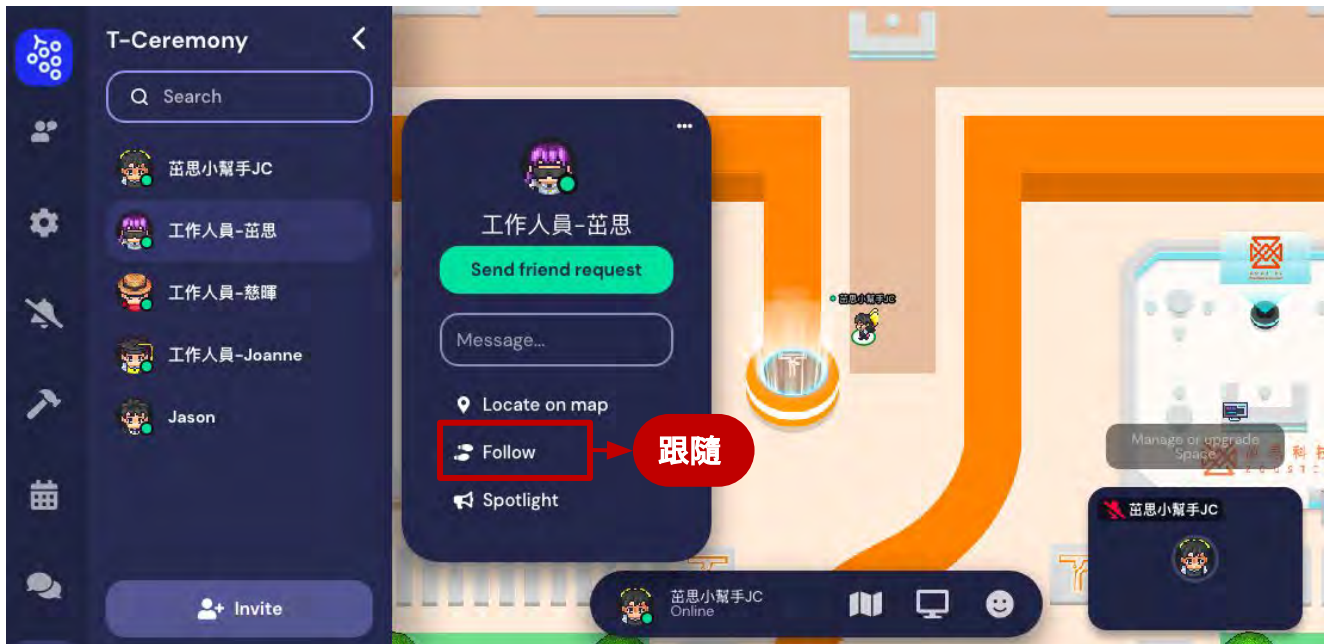 T-Ceremony
Search
茁思小幫手JC
工作人員-茁思
工作人員-慈暉
工作人員-Joanne
Jason
Invite
工作人員-茁思
Send friend request
Message...
Locate on map
Follow
跟隨
Spotlight
茁思小幫手JC
Manage or upgrade
Space
科技
茁思小幫手JC
茁思小幫手JC
Online